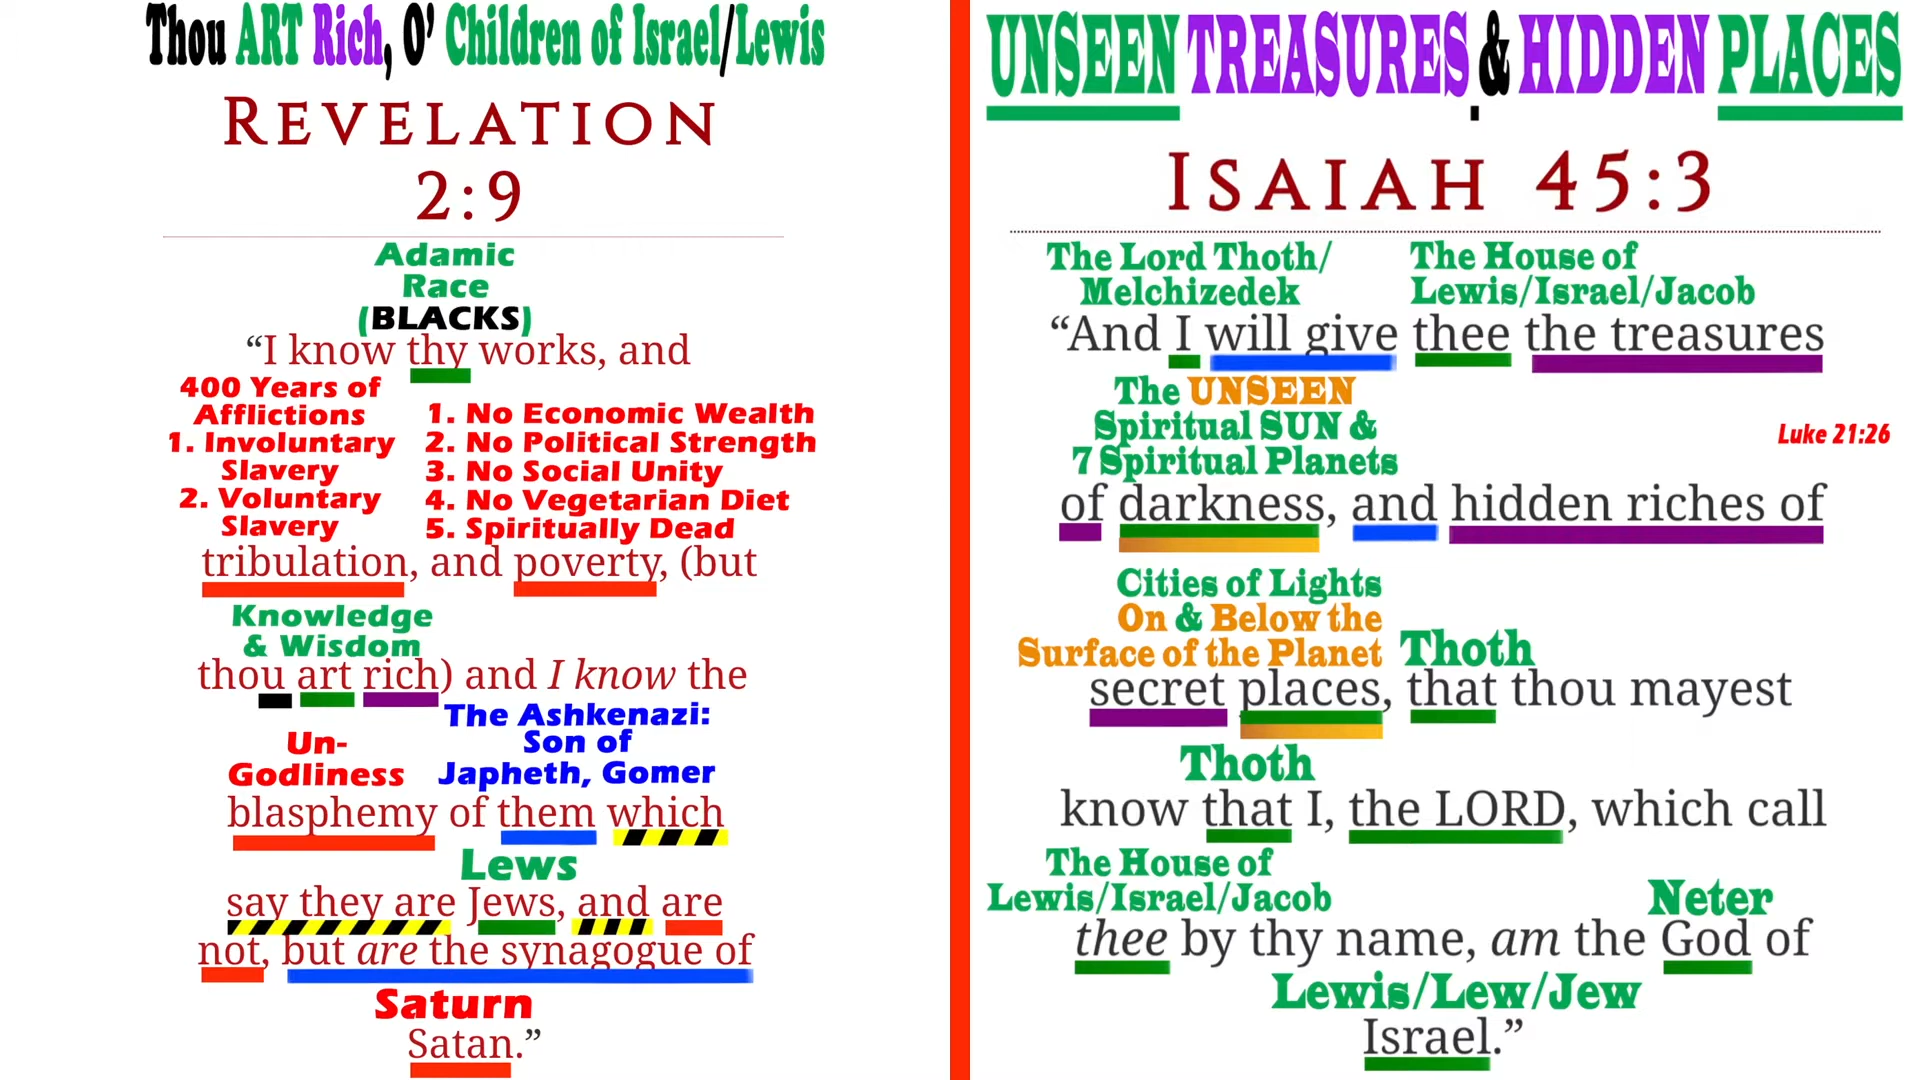 Thou ART Rich, O' Children of Israel/Lewis
REVELATION
2:9
Adamic
Race
(BLACKS)
“I know thy works, and
400 Years of
Afflictions
1. Involuntary
Slavery
2. Voluntary
Slavery
1. No Economic Wealth
2. No Political Strength
3. No Social Unity
4. No Vegetarian Diet
5. Spiritually Dead
tribulation, and poverty, (but
Knowledge
& Wisdom
thou art rich) and I know the
Un-
Godliness
The Ashkenazi:
Son of
Japheth, Gomer
blasphemy of them which
Lews
say they are Jews, and are
not, but are the synagogue of
Saturn
Satan.”
UNSEEN TREASURES & HIDDEN PLACES
ISAIAH 45:3
The Lord Thoth/
Melchizedek
The House of
Lewis/Israel/Jacob
“And I will give thee the treasures
The UNSEEN
Spiritual SUN &
7 Spiritual Planets
Luke 21:26
of darkness, and hidden riches of
Cities of Lights
On & Below the
Surface of the Planet
Thoth
secret places, that thou mayest
Thoth
know that I, the LORD, which call
The House of
Lewis/Israel/Jacob
Neter
thee by thy name, am the God of
Lewis/Lew/Jew
Israel.”